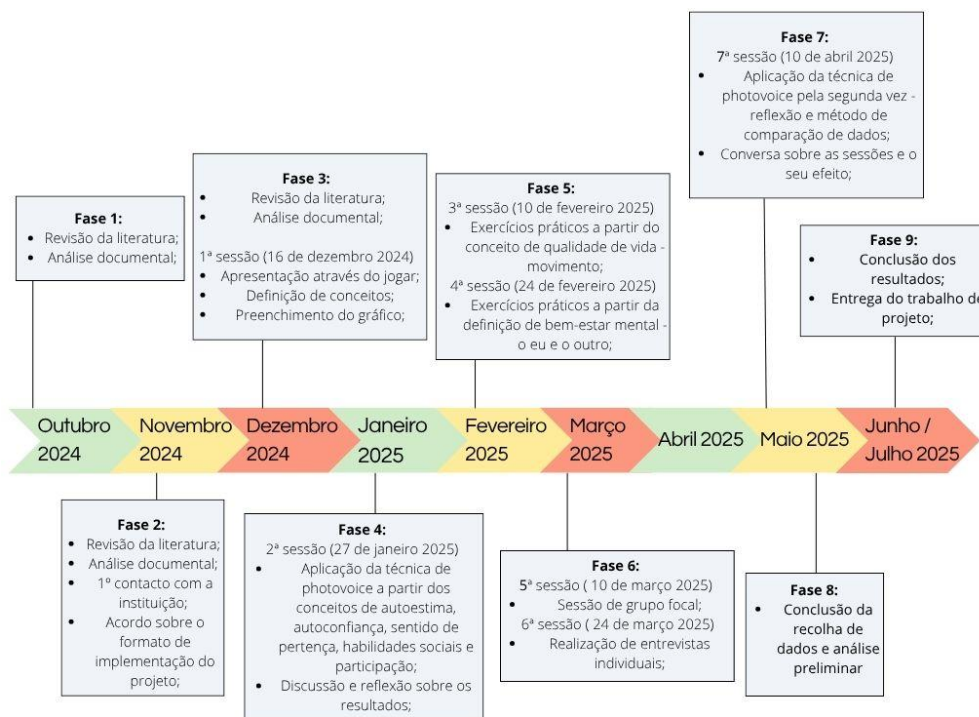 Fase 1:
Revisão da literatura;
Análise documental;
Fase 3:
Revisão da literatura;
Análise documental;
1ª sessão (16 de dezembro 2024)
Apresentação através do jogar;
Definição de conceitos;
Preenchimento do gráfico;
Fase 5:
3ª sessão (10 de fevereiro 2025)
Exercícios práticos a partir do
conceito de qualidade de vida -
movimento;
4ª sessão (24 de fevereiro 2025)
Exercícios práticos a partir da
definição de bem-estar mental -
o eu e o outro;
Fase 7:
7ª sessão (10 de abril 2025)
Aplicação da técnica de
photovoice pela segunda vez -
reflexão e método de
comparação de dados;
Conversa sobre as sessões e o
seu efeito;
Fase 9:
Conclusão dos
resultados;
Entrega do trabalho de
projeto;
Outubro
2024
Novembro
2024
Dezembro
2024
Janeiro
2025
Fevereiro
2025
Março
2025
Abril 2025
Maio 2025
Junho /
Julho 2025
Fase 2:
Revisão da literatura;
Análise documental;
1º contacto com a
instituição;
Acordo sobre o
formato de
implementação do
projeto;
Fase 4:
2ª sessão (27 de janeiro 2025)
Aplicação da técnica de
photovoice a partir dos
conceitos de autoestima,
autoconfiança, sentido de
pertença, habilidades sociais e
participação;
Discussão e reflexão sobre os
resultados;
Fase 6:
5ª sessão ( 10 de março 2025)
Sessão de grupo focal;
6ª sessão ( 24 de março 2025)
Realização de entrevistas
individuais;
Fase 8:
Conclusão da
recolha de
dados e análise
preliminar